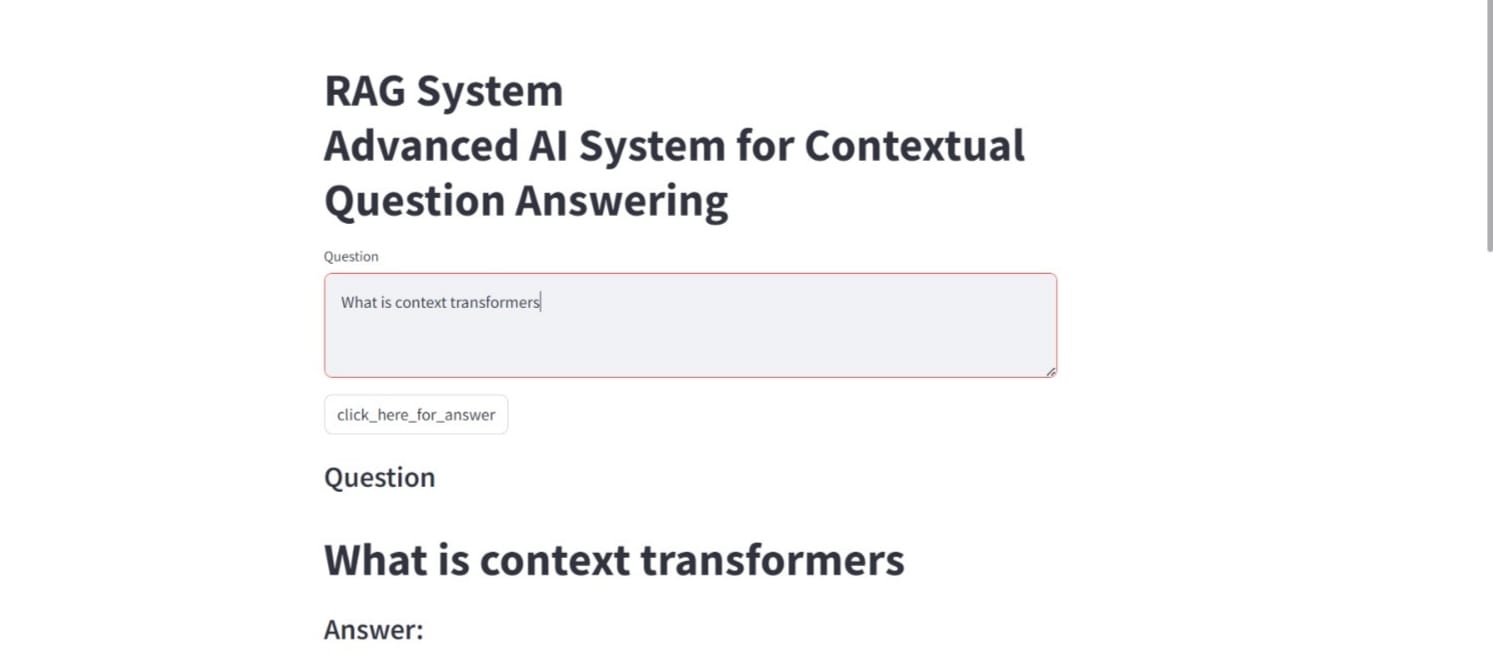 RAG System
Advanced AI System for Contextual
Question Answering
Question
What is context transformers
click_here_for_answer
Question
What is context transformers
Answer: